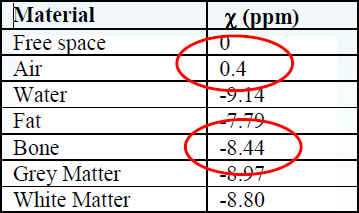 Material χ (ppm)
Free space 0
Air 0.4
Water -9.14
Fat -7.79
Bone -8.44
Grey Matter -8.97
White Matter -8.80